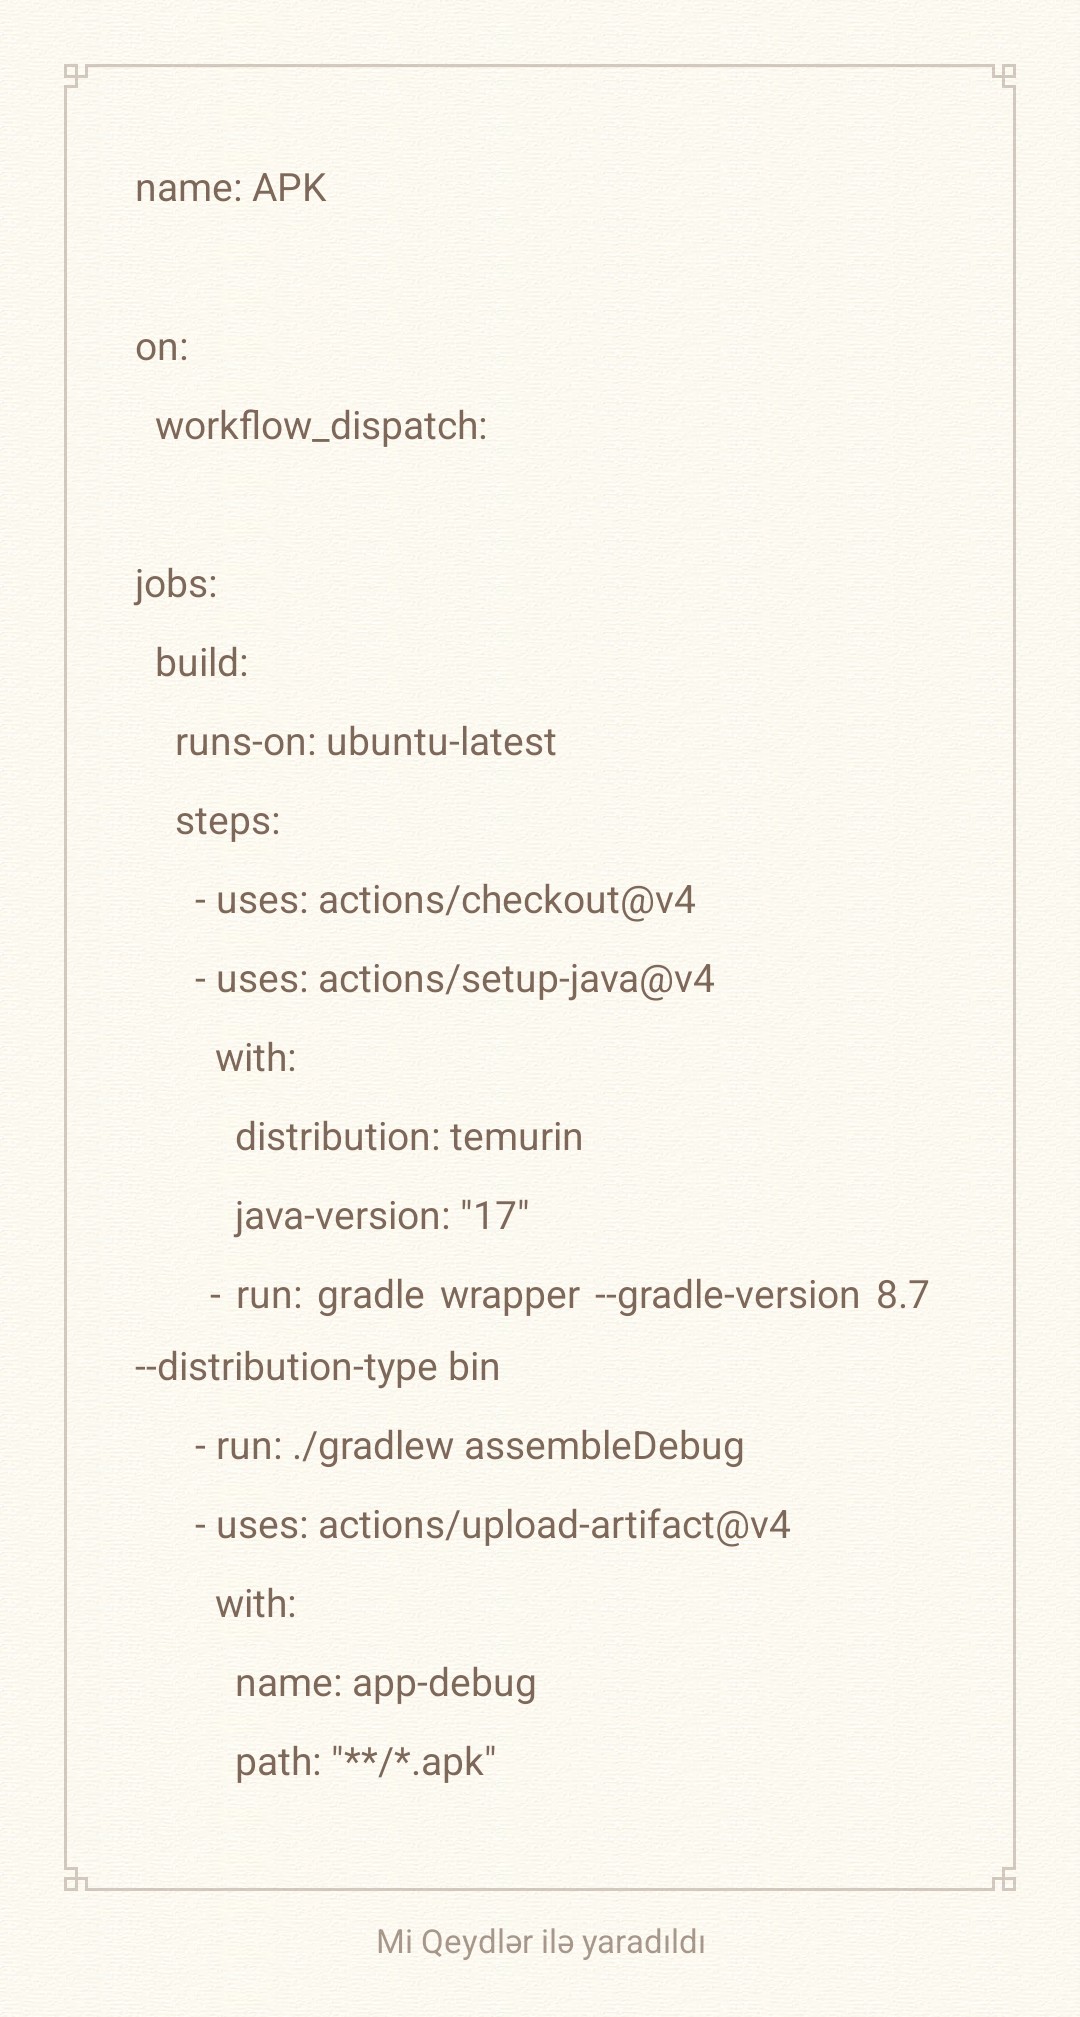 name: APK
on:
workflow_dispatch:
jobs:
build:
runs-on: ubuntu-latest
steps:
- uses: actions/checkout@v4
- uses: actions/setup-java@v4
with:
distribution: temurin
java-version: "17"
- run: gradle wrapper --gradle-version 8.7
--distribution-type bin
- run: ./gradlew assembleDebug
- uses: actions/upload-artifact@v4
with:
name: app-debug
path: "**/*.apk"
Mi Qeydlər ilə yaradıldı